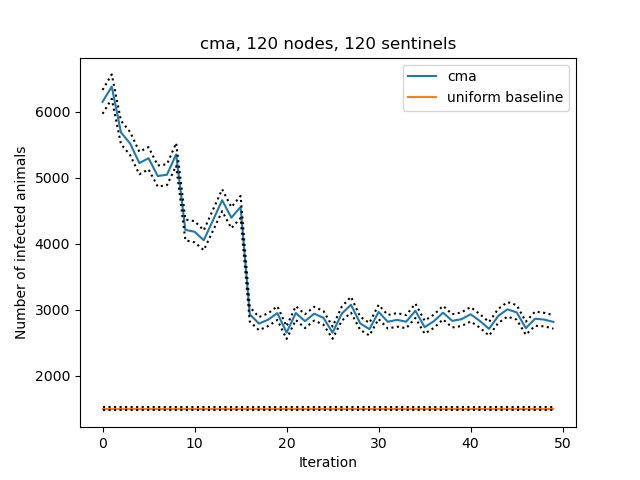 cma, 120 nodes, 120 sentinels
cma
uniform baseline
Number of infected animals
6000
5000
4000
3000
2000
0
10
20
30
40
50
Iteration